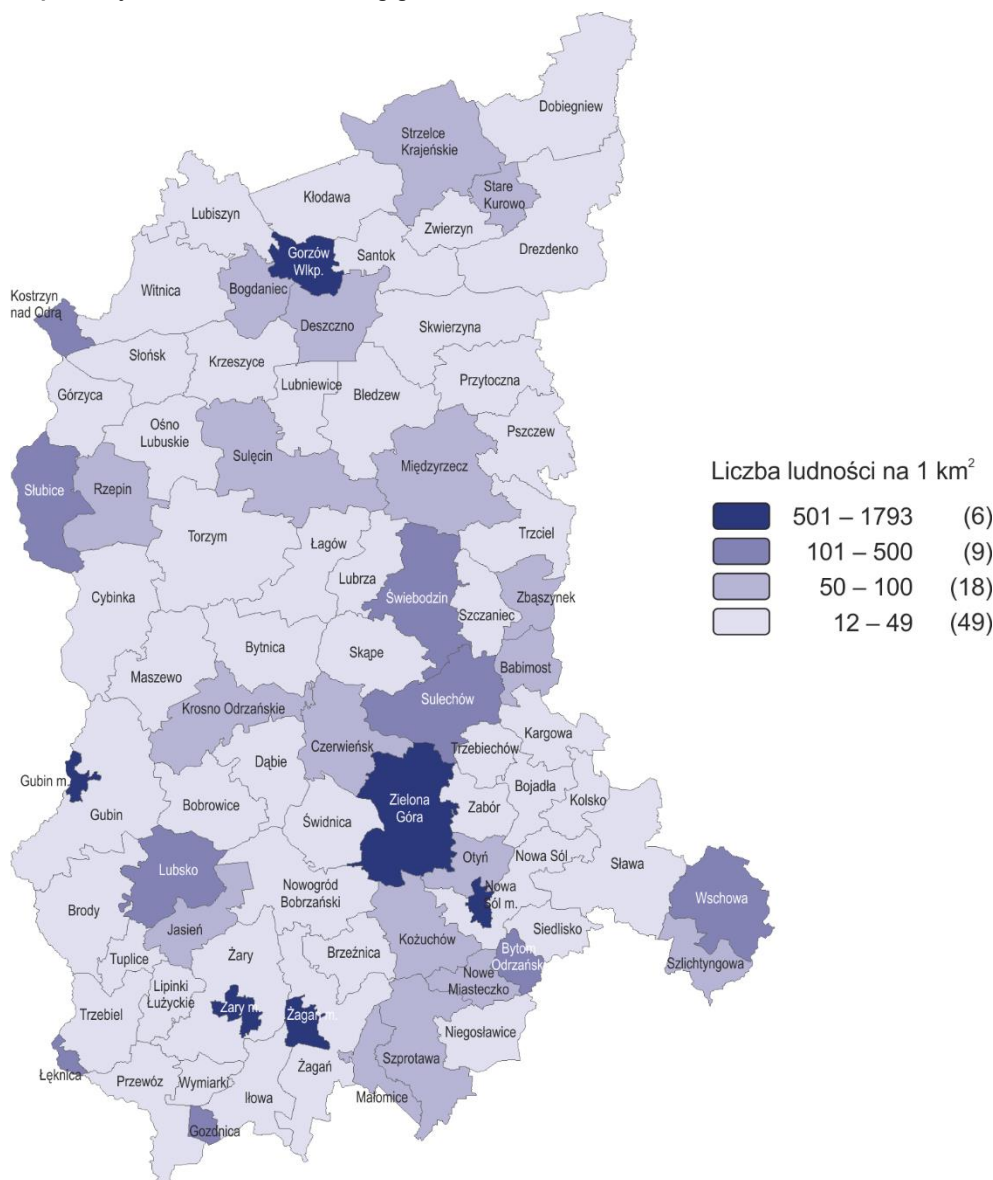 Dobiegniew
Strzelce
Krajeńskie
Stare
Kurowo
Kłodawa
Lubiszyn
Zwierzyn
Drezdenko
Gorzów
Wlkp.
Santok
Witnica
Bogdaniec
Kostrzyn
nad Odrą
Deszczno
Skwierzyna
Słońsk
Krzeszyce
Lubniewice
Przytoczna
Górzyca
Bledzew
Ośno
Lubuskie
Pszczew
Sulęcin
Międzyrzecz
Słubice
Rzepin
Torzym
Trzciel
Łagów
Lubrza
Cybinka
Świebodzin
Zbąszynek
Szczaniec
Bytnica
Skąpe
Maszewo
Babimost
Sulechów
Krosno Odrzańskie
Kargowa
Czerwieńsk
Trzebiechów
Dąbie
Gubin m.
Bojadła
Kolsko
Bobrowice
Zielona
Góra
Zabór
Gubin
Świdnica
Otyń
Nowa Sól
Sława
Lubsko
Nowogród
Bobrzański
Nowa
Sól m.
Wschowa
Brody
Siedlisko
Jasień
Kożuchów
Brzeźnica
Bytom
Odrzańsk
Szlichtyngowa
Żary
Tuplice
Nowe
Miasteczko
Lipinki
Łużyckie
Żary m.
Żagań m.
Trzebiel
Niegosławice
Szprotawa
Żagań
Łęknica
Przewóz
Wymiarki
Iłowa
Małomice
Gozdnica
Liczba ludności na 1 km²
501 – 1793 (6)
101 – 500 (9)
50 – 100 (18)
12 – 49 (49)